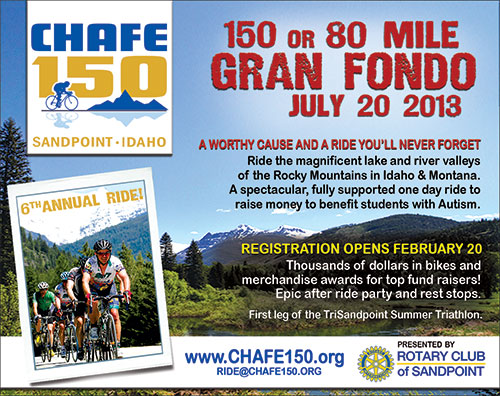 CHAFE
150
SANDPOINT · IDAHO
150 OR 80 MILE
GRAN FONDO
JULY 20 2013
A WORTHY CAUSE AND A RIDE YOU'LL NEVER FORGET
Ride the magnificent lake and river valleys
of the Rocky Mountains in Idaho & Montana.
A spectacular, fully supported one day ride to
raise money to benefit students with Autism.
6TH ANNUAL RIDE!
REGISTRATION OPENS FEBRUARY 20
Thousands of dollars in bikes and
merchandise awards for top fund raisers!
Epic after ride party and rest stops.
First leg of the TriSandpoint Summer Triathlon.
www.CHAFE150.org
RIDE@CHAFE150.ORG
PRESENTED BY
ROTARY CLUB
of SANDPOINT